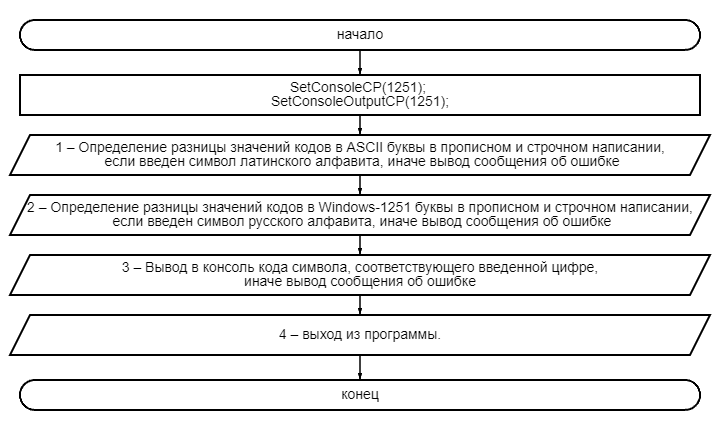 начало
SetConsoleCP(1251);
SetConsoleOutputCP(1251);
1 – Определение разницы значений кодов в ASCII буквы в прописном и строчном написании,
если введен символ латинского алфавита, иначе вывод сообщения об ошибке
2 – Определение разницы значений кодов в Windows-1251 буквы в прописном и строчном написании,
если введен символ русского алфавита, иначе вывод сообщения об ошибке
3 – Вывод в консоль кода символа, соответствующего введенной цифре,
иначе вывод сообщения об ошибке
4 – выход из программы.
конец